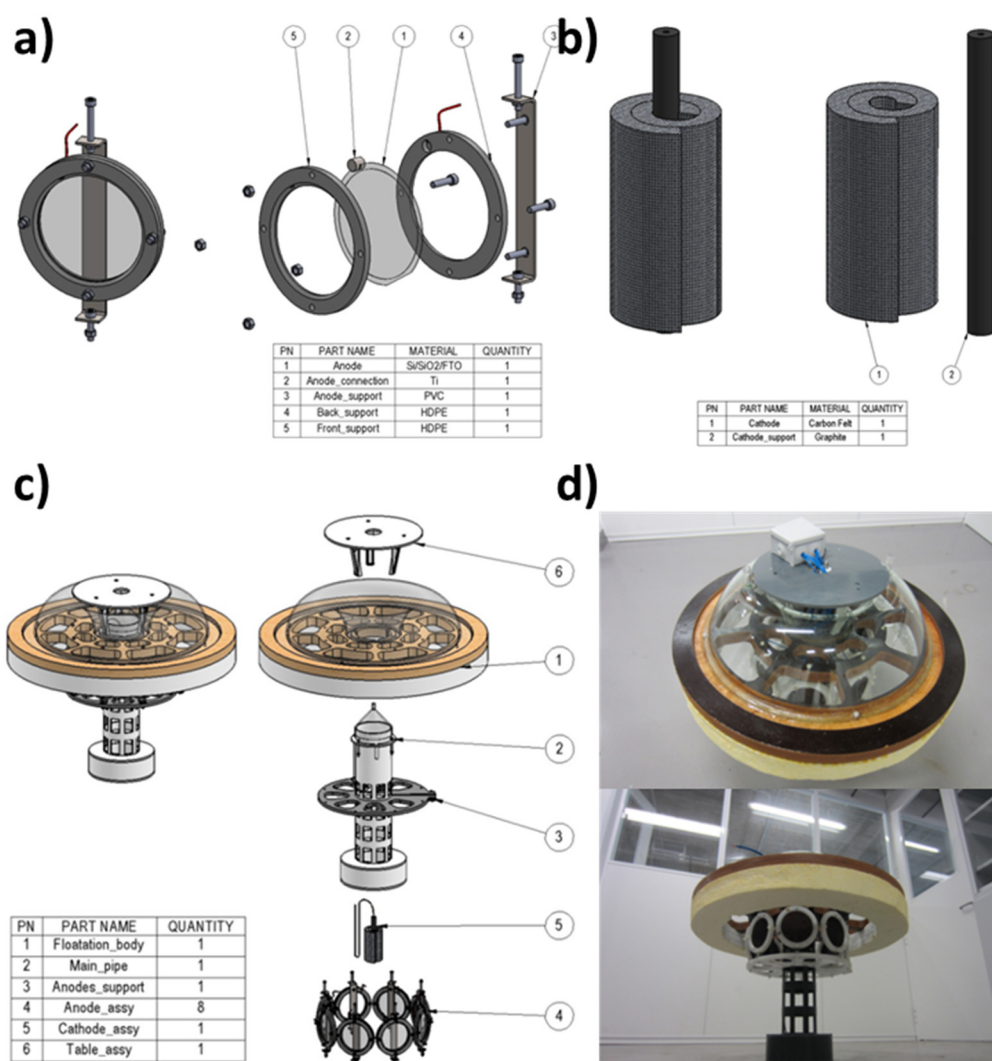 a)
5 2 1 4 3
PN PART NAME MATERIAL QUANTITY
1 Anode Si/SiO2/FTO 1
2 Anode_connection Ti 1
3 Anode_support PVC 1
4 Back_support HDPE 1
5 Front_support HDPE 1
b)
1 2
PN PART NAME MATERIAL QUANTITY
1 Cathode Carbon Felt 1
2 Cathode_support Graphite 1
c)
6
1
2
3
5
4
PN PART NAME QUANTITY
1 Floatation_body 1
2 Main_pipe 1
3 Anodes_support 1
4 Anode_assy 8
5 Cathode_assy 1
6 Table_assy 1
d)